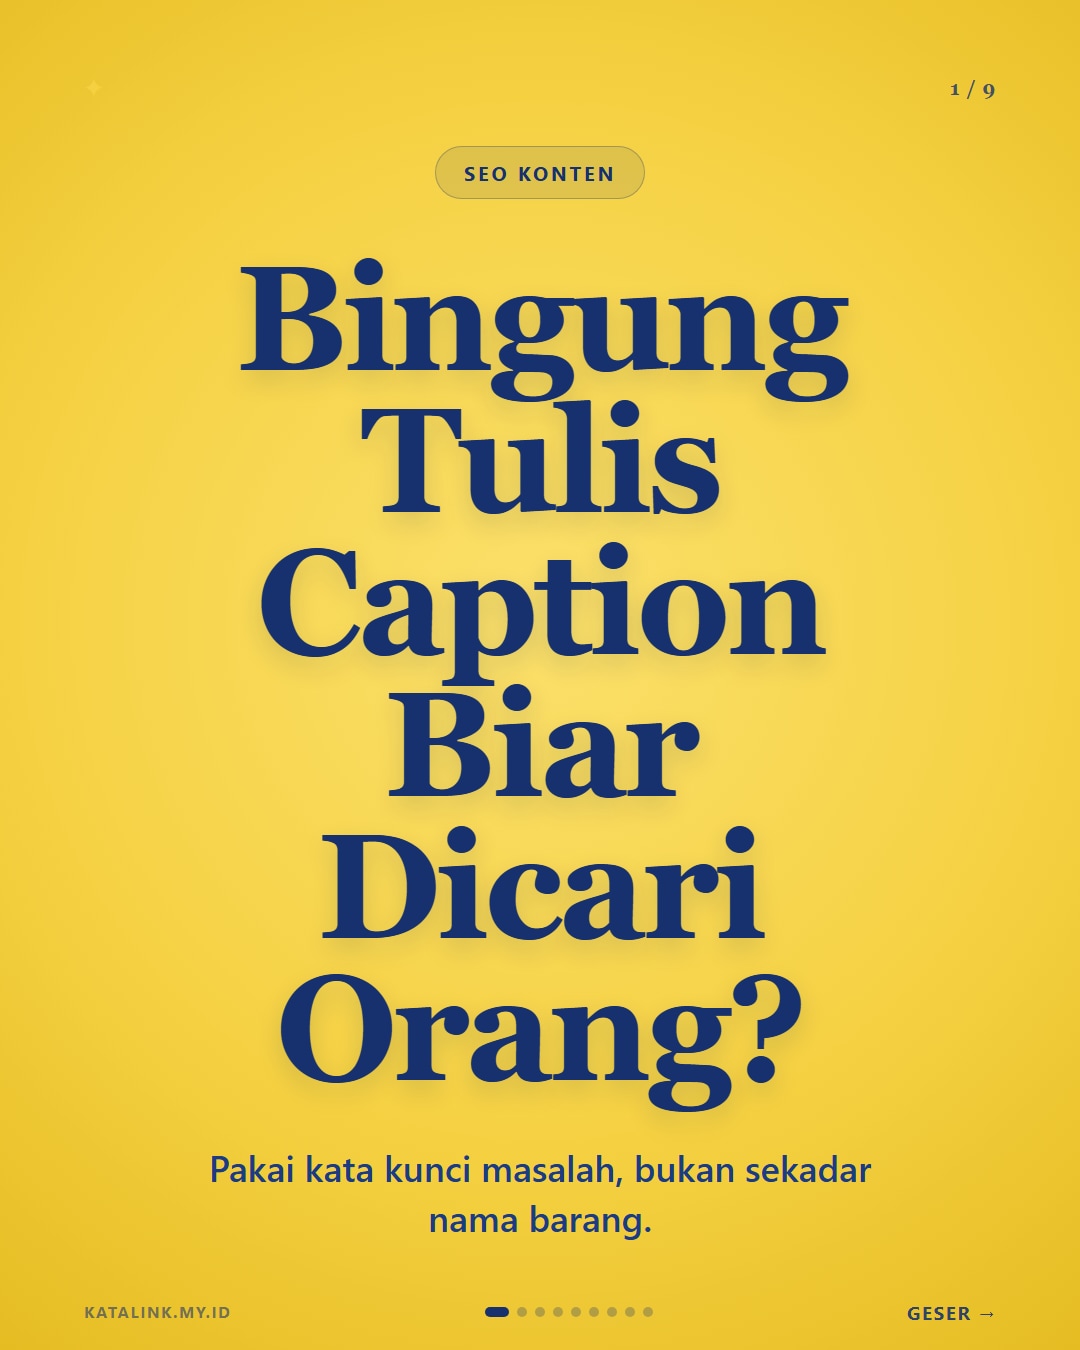 1 / 9
SEO KONTEN
Bingung
Tulis
Caption
Biar
Dicari
Orang?
Pakai kata kunci masalah, bukan sekadar
nama barang.
KATALINK.MY.ID
GESER →